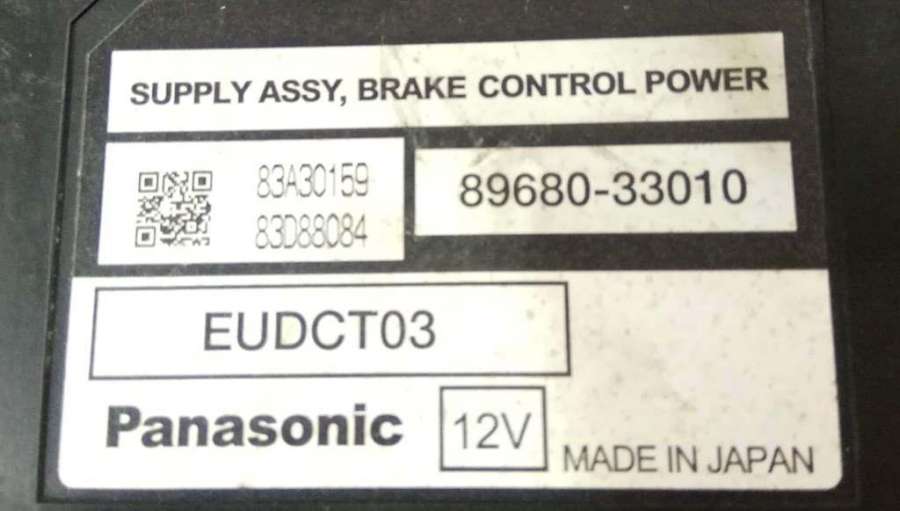 SUPPLY ASSY, BRAKE CONTROL POWER
83A30159
83D88084
89680-33010
EUDCT03
Panasonic
12V
MADE IN JAPAN